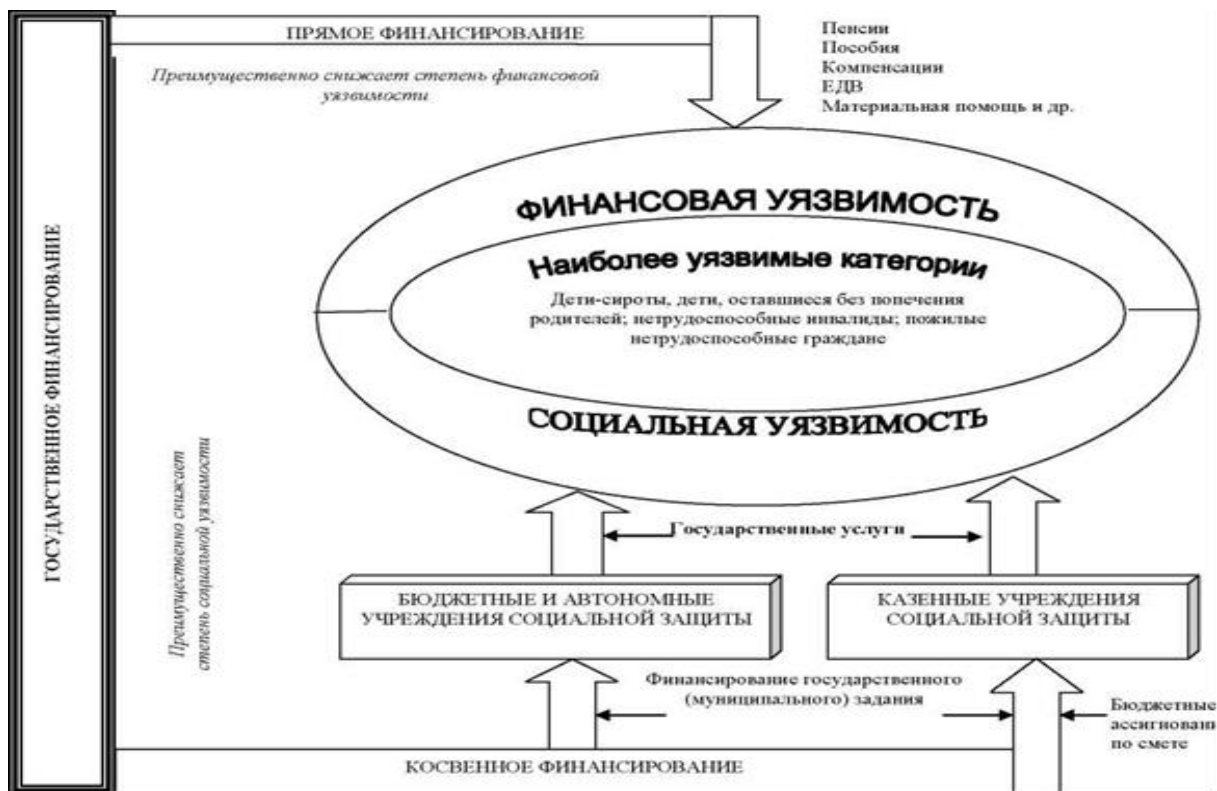 ГОСУДАРСТВЕННОЕ ФИНАНСИРОВАНИЕ
ПРЯМОЕ ФИНАНСИРОВАНИЕ
Преимущественно снижает степень финансовой
уязвимости
Пенсии
Пособия
Компенсации
ЕДВ
Материальная помощь и др.
ФИНАНСОВАЯ УЯЗВИМОСТЬ
Наиболее уязвимые категории
Дети-сироты, дети, оставшиеся без попечения
родителей; нетрудоспособные инвалиды; пожилые
нетрудоспособные граждане
СОЦИАЛЬНАЯ УЯЗВИМОСТЬ
Преимущественно снижает
степень социальной уязвимости
Государственные услуги
БЮДЖЕТНЫЕ И АВТОНОМНЫЕ
УЧРЕЖДЕНИЯ СОЦИАЛЬНОЙ ЗАЩИТЫ
КАЗЕННЫЕ УЧРЕЖДЕНИЯ
СОЦИАЛЬНОЙ ЗАЩИТЫ
Финансирование государственного
(муниципального) задания
Бюджетные
ассигновани
по смете
КОСВЕННОЕ ФИНАНСИРОВАНИЕ